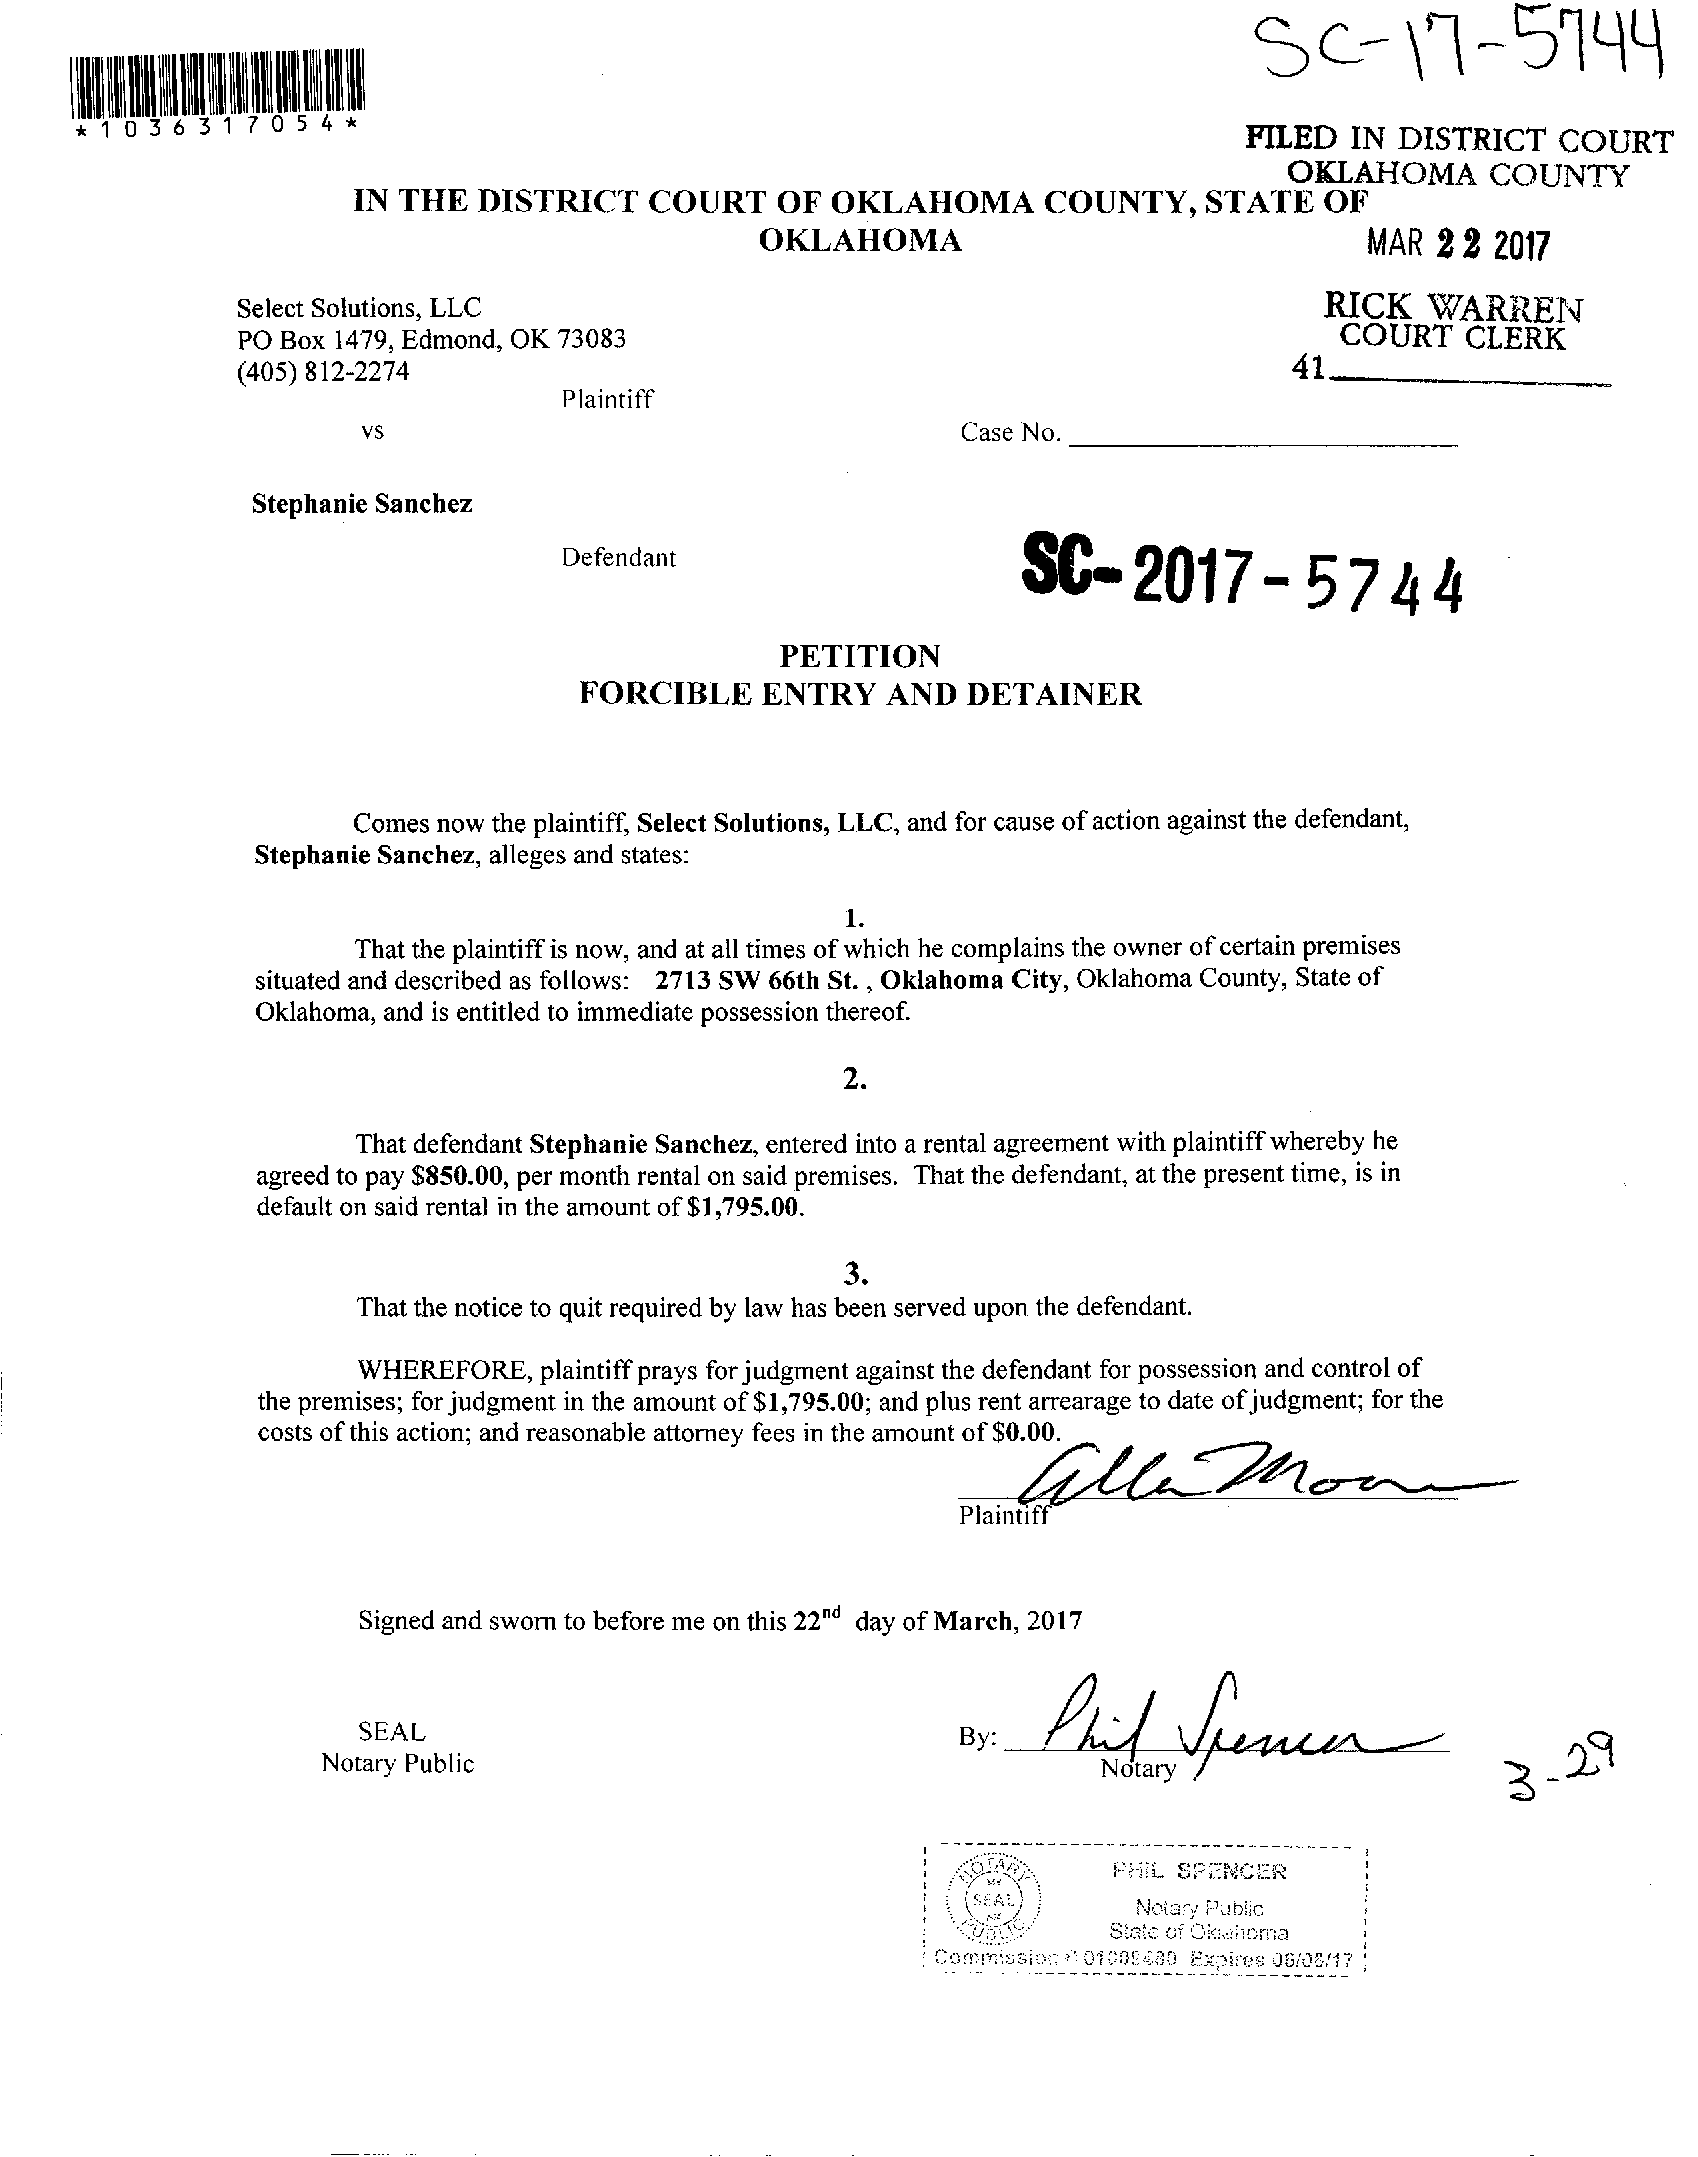 SC-17-5744
*1036317054*
FILED IN DISTRICT COURT
OKLAHOMA COUNTY
IN THE DISTRICT COURT OF OKLAHOMA COUNTY, STATE OF
OKLAHOMA
MAR 22 2017
Select Solutions, LLC
PO Box 1479, Edmond, OK 73083
(405) 812-2274
RICK WARREN
COURT CLERK
41
Plaintiff
vs
Case No.
Stephanie Sanchez
Defendant
SC-2017-5744
PETITION
FORCIBLE ENTRY AND DETAINER
Comes now the plaintiff, Select Solutions, LLC, and for cause of action against the defendant,
Stephanie Sanchez, alleges and states:
1.
That the plaintiff is now, and at all times of which he complains the owner of certain premises
situated and described as follows: 2713 SW 66th St. , Oklahoma City, Oklahoma County, State of
Oklahoma, and is entitled to immediate possession thereof.
2.
That defendant Stephanie Sanchez, entered into a rental agreement with plaintiff whereby he
agreed to pay $850.00, per month rental on said premises. That the defendant, at the present time, is in
default on said rental in the amount of $1,795.00.
3.
That the notice to quit required by law has been served upon the defendant.
WHEREFORE, plaintiff prays for judgment against the defendant for possession and control of
the premises; for judgment in the amount of $1,795.00; and plus rent arrearage to date of judgment; for the
costs of this action; and reasonable attorney fees in the amount of $0.00.
Plaintiff
Signed and sworn to before me on this 22nd day of March, 2017
SEAL
Notary Public
By: Phil Spencer
Notary
3-29
NOTARY
SEAL
PUBLIC
PHIL SPENCER
Notary Public
State of Oklahoma
Commission # Expires